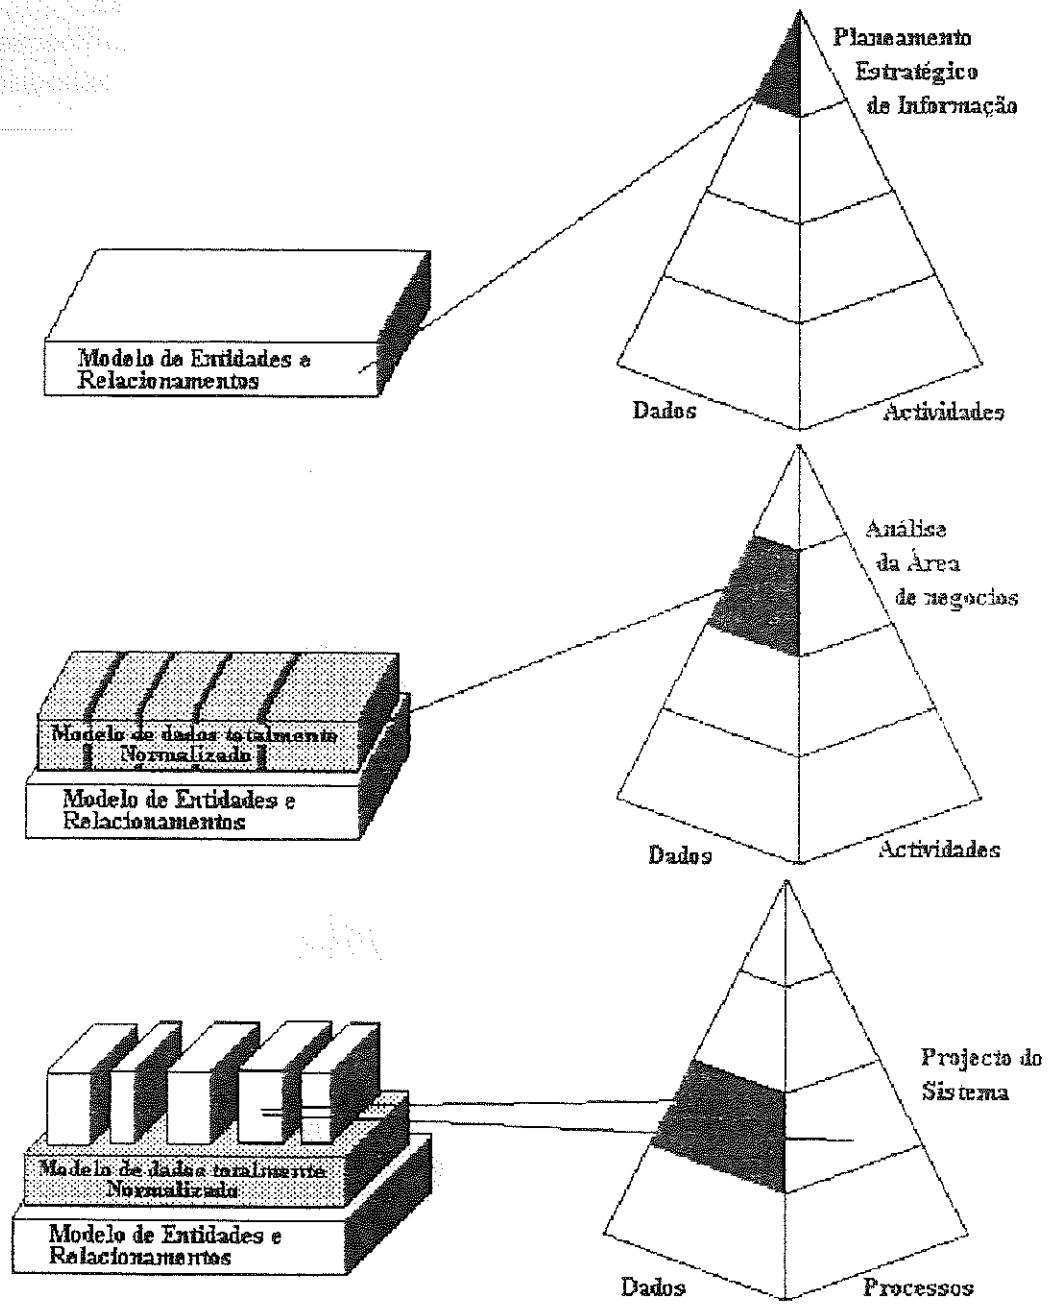 Planeamento
Estratégico
de Informação
Modelo de Entidades e
Relacionamentos
Dados
Actividades
Análise
da Área
de negocios
Modelo de dados totalmente
Normalizado
Modelo de Entidades e
Relacionamentos
Dados
Actividades
Projecto do
Sistema
Modelo de dados totalmente
Normalizado
Modelo de Entidades e
Relacionamentos
Dados
Processos